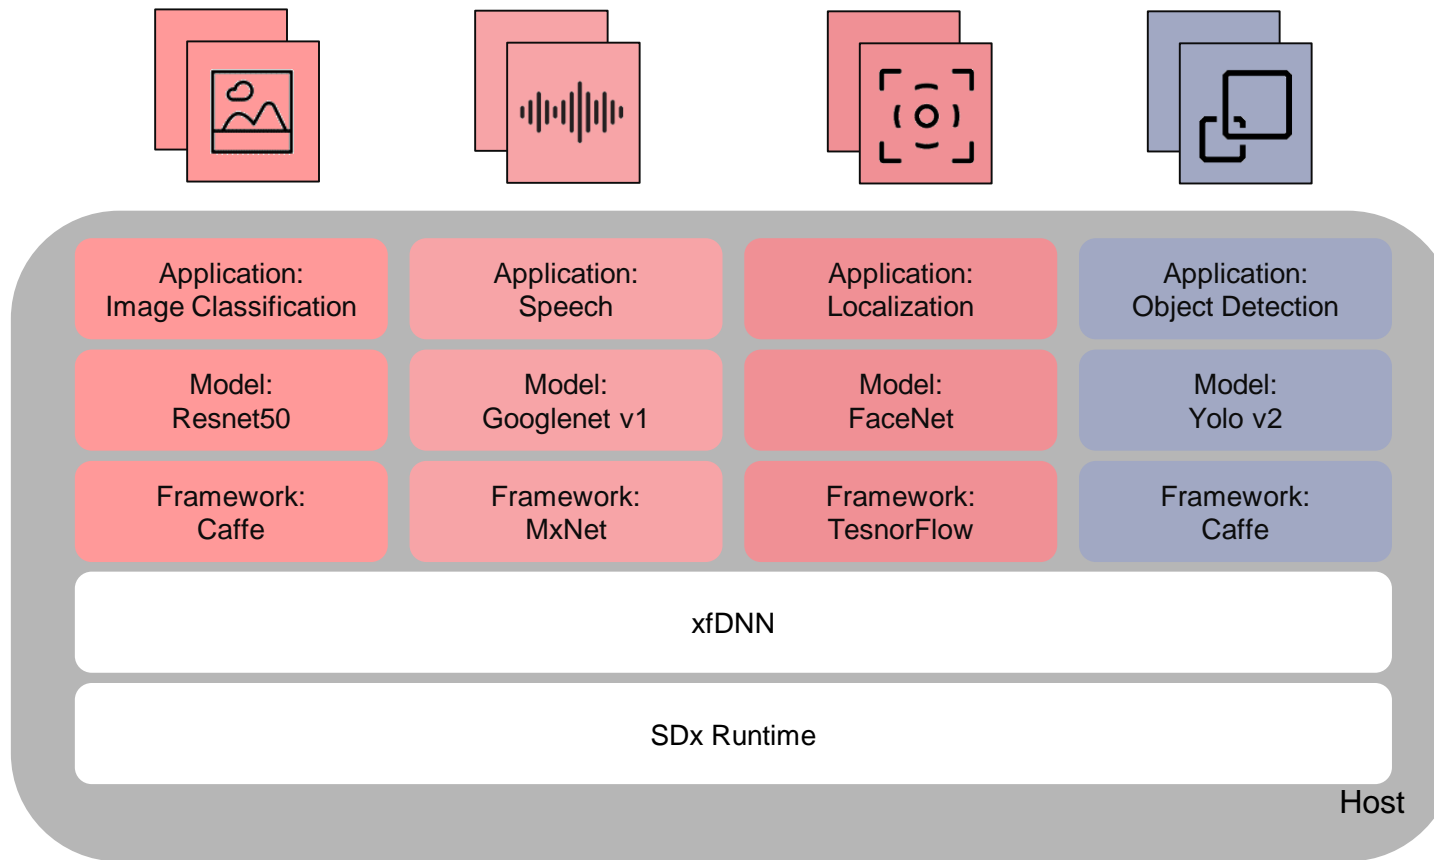 Application:
Image Classification
Application:
Speech
Application:
Localization
Application:
Object Detection
Model:
Resnet50
Model:
Googlenet v1
Model:
FaceNet
Model:
Yolo v2
Framework:
Caffe
Framework:
MxNet
Framework:
TesnorFlow
Framework:
Caffe
xfDNN
SDx Runtime
Host